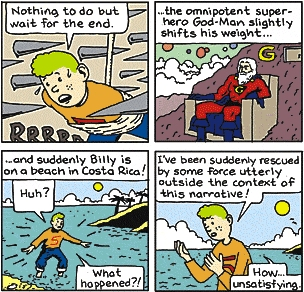 Nothing to do but
wait for the end.
RRRRR
...the omnipotent super-
hero God-Man slightly
shifts his weight...
G
G
...and suddenly Billy is
on a beach in Costa Rica!
Huh?
S
What
happened?!
I've been suddenly rescued
by some force utterly
outside the context of
this narrative!
How...
unsatisfying.